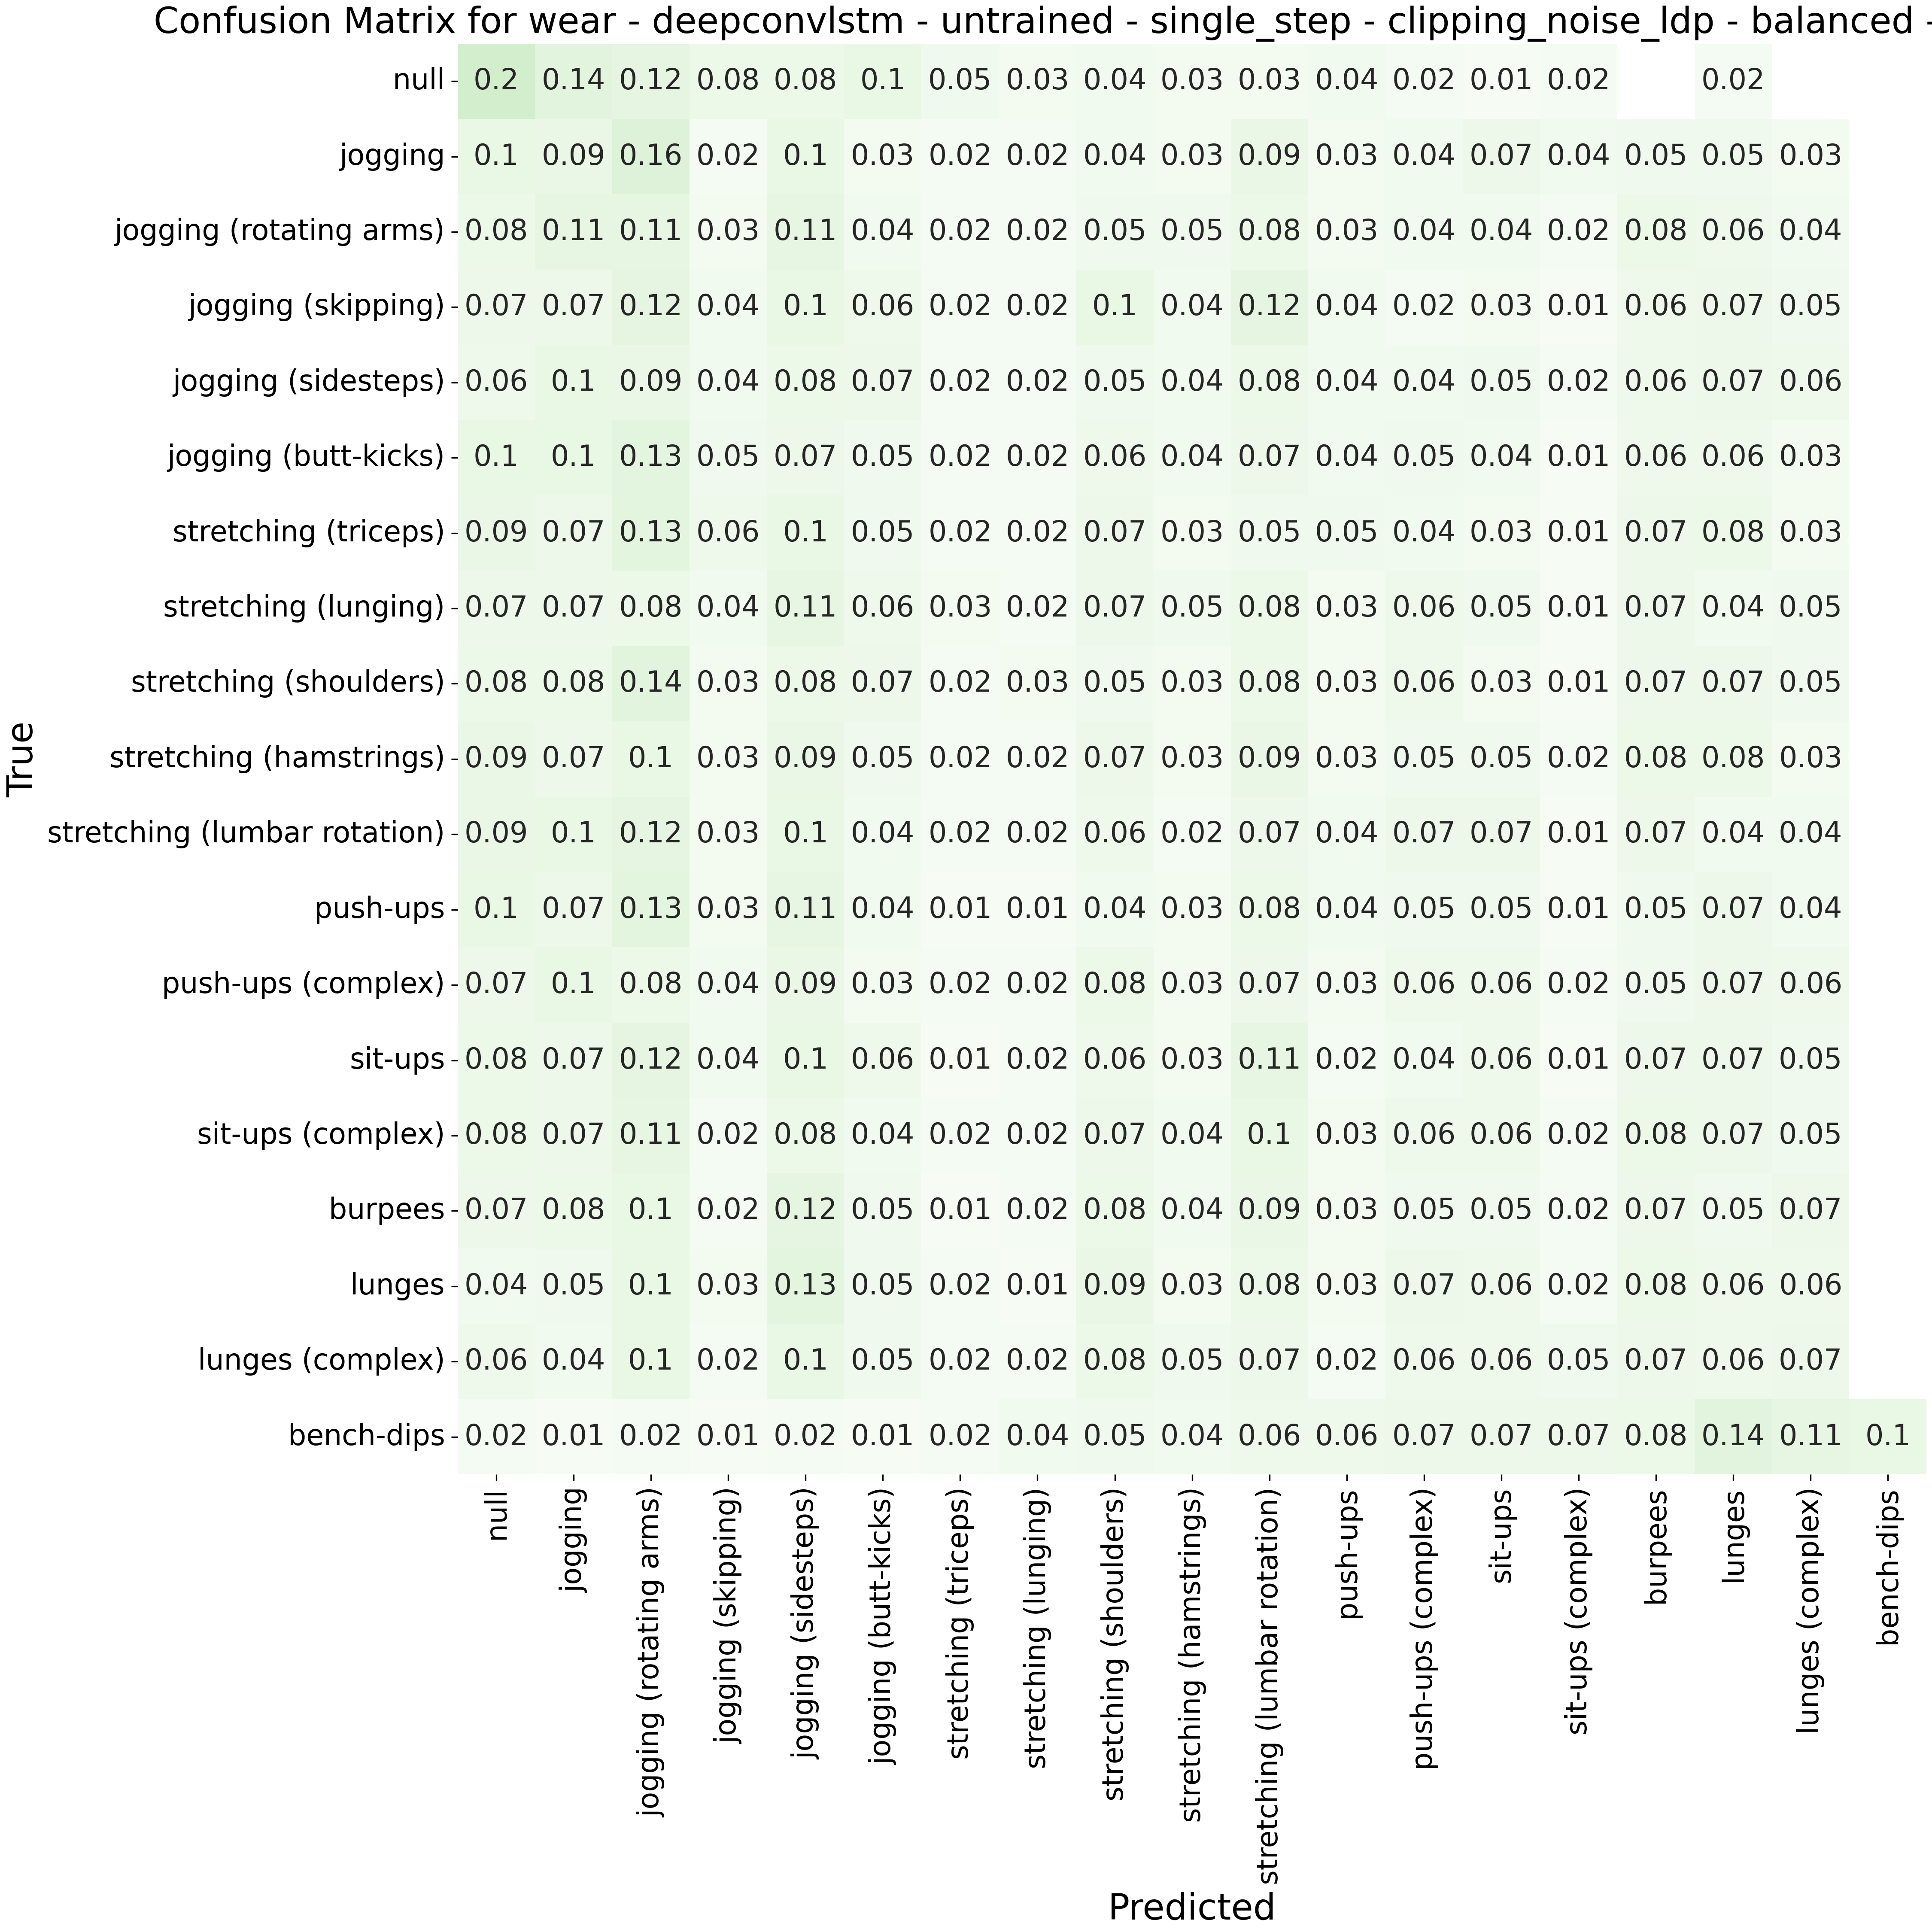 Confusion Matrix for wear - deepconvlstm - untrained - single_step - clipping_noise_ldp - balanced -
True
null 0.2 0.14 0.12 0.08 0.08 0.1 0.05 0.03 0.04 0.03 0.03 0.04 0.02 0.01 0.02 0.02
jogging 0.1 0.09 0.16 0.02 0.1 0.03 0.02 0.02 0.04 0.03 0.09 0.03 0.04 0.07 0.04 0.05 0.05 0.03
jogging (rotating arms) 0.08 0.11 0.11 0.03 0.11 0.04 0.02 0.02 0.05 0.05 0.08 0.03 0.04 0.04 0.02 0.08 0.06 0.04
jogging (skipping) 0.07 0.07 0.12 0.04 0.1 0.06 0.02 0.02 0.1 0.04 0.12 0.04 0.02 0.03 0.01 0.06 0.07 0.05
jogging (sidesteps) 0.06 0.1 0.09 0.04 0.08 0.07 0.02 0.02 0.05 0.04 0.08 0.04 0.04 0.05 0.02 0.06 0.07 0.06
jogging (butt-kicks) 0.1 0.1 0.13 0.05 0.07 0.05 0.02 0.02 0.06 0.04 0.07 0.04 0.05 0.04 0.01 0.06 0.06 0.03
stretching (triceps) 0.09 0.07 0.13 0.06 0.1 0.05 0.02 0.02 0.07 0.03 0.05 0.05 0.04 0.03 0.01 0.07 0.08 0.03
stretching (lunging) 0.07 0.07 0.08 0.04 0.11 0.06 0.03 0.02 0.07 0.05 0.08 0.03 0.06 0.05 0.01 0.07 0.04 0.05
stretching (shoulders) 0.08 0.08 0.14 0.03 0.08 0.07 0.02 0.03 0.05 0.03 0.08 0.03 0.06 0.03 0.01 0.07 0.07 0.05
stretching (hamstrings) 0.09 0.07 0.1 0.03 0.09 0.05 0.02 0.02 0.07 0.03 0.09 0.03 0.05 0.05 0.02 0.08 0.08 0.03
stretching (lumbar rotation) 0.09 0.1 0.12 0.03 0.1 0.04 0.02 0.02 0.06 0.02 0.07 0.04 0.07 0.07 0.01 0.07 0.04 0.04
push-ups 0.1 0.07 0.13 0.03 0.11 0.04 0.01 0.01 0.04 0.03 0.08 0.04 0.05 0.05 0.01 0.05 0.07 0.04
push-ups (complex) 0.07 0.1 0.08 0.04 0.09 0.03 0.02 0.02 0.08 0.03 0.07 0.03 0.06 0.06 0.02 0.05 0.07 0.06
sit-ups 0.08 0.07 0.12 0.04 0.1 0.06 0.01 0.02 0.06 0.03 0.11 0.02 0.04 0.06 0.01 0.07 0.07 0.05
sit-ups (complex) 0.08 0.07 0.11 0.02 0.08 0.04 0.02 0.02 0.07 0.04 0.1 0.03 0.06 0.06 0.02 0.08 0.07 0.05
burpees 0.07 0.08 0.1 0.02 0.12 0.05 0.01 0.02 0.08 0.04 0.09 0.03 0.05 0.05 0.02 0.07 0.05 0.07
lunges 0.04 0.05 0.1 0.03 0.13 0.05 0.02 0.01 0.09 0.03 0.08 0.03 0.07 0.06 0.02 0.08 0.06 0.06
lunges (complex) 0.06 0.04 0.1 0.02 0.1 0.05 0.02 0.02 0.08 0.05 0.07 0.02 0.06 0.06 0.05 0.07 0.06 0.07
bench-dips 0.02 0.01 0.02 0.01 0.02 0.01 0.02 0.04 0.05 0.04 0.06 0.06 0.07 0.07 0.07 0.08 0.14 0.11 0.1
null
jogging
jogging (rotating arms)
jogging (skipping)
jogging (sidesteps)
jogging (butt-kicks)
stretching (triceps)
stretching (lunging)
stretching (shoulders)
stretching (hamstrings)
stretching (lumbar rotation)
push-ups
push-ups (complex)
sit-ups
sit-ups (complex)
burpees
lunges
lunges (complex)
bench-dips
Predicted